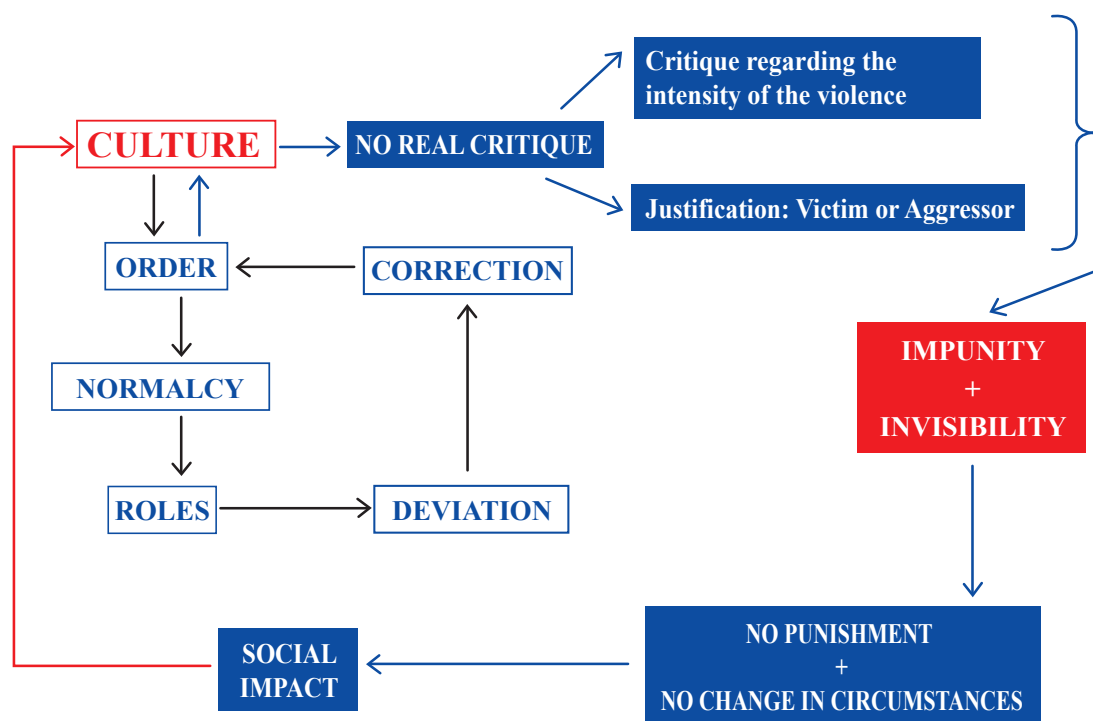 Critique regarding the
intensity of the violence
CULTURE
NO REAL CRITIQUE
Justification: Victim or Aggressor
ORDER
CORRECTION
IMPUNITY
+
INVISIBILITY
NORMALCY
ROLES
DEVIATION
NO PUNISHMENT
+
NO CHANGE IN CIRCUMSTANCES
SOCIAL
IMPACT